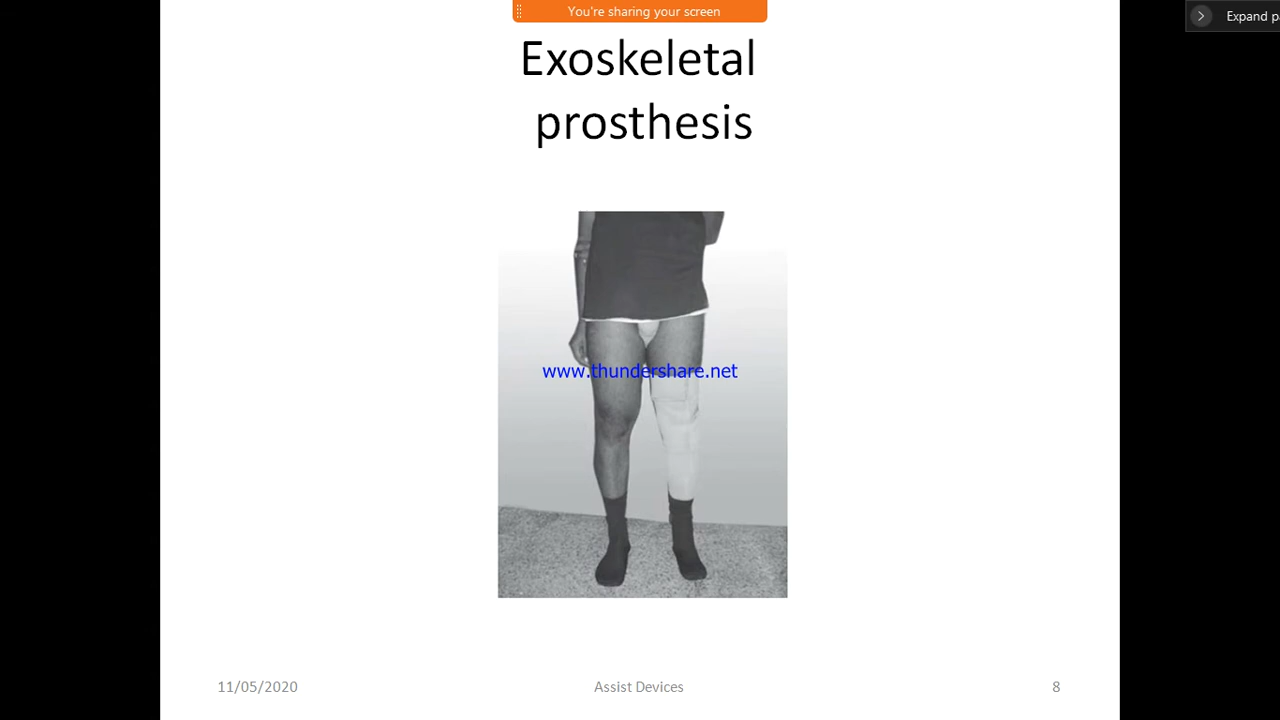 You're sharing your screen
Expand p
Exoskeletal
prosthesis
www.thundershare.net
11/05/2020
Assist Devices
8